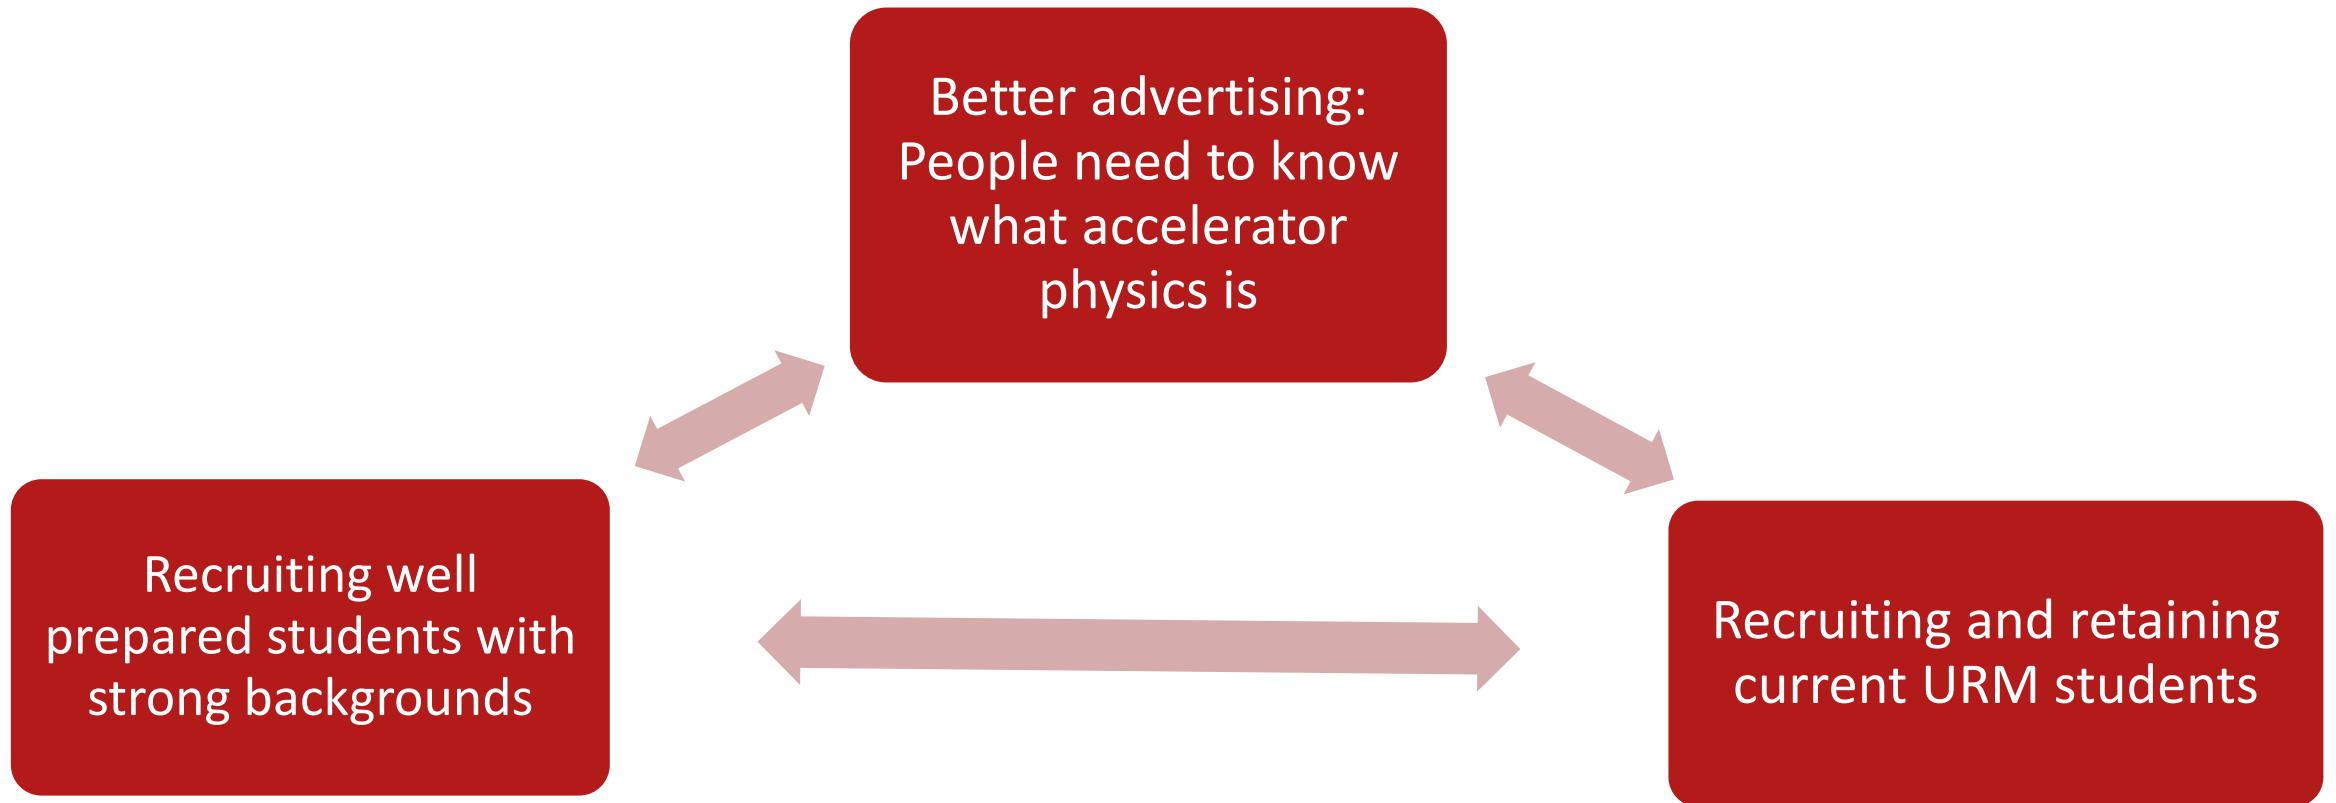 Better advertising:
People need to know
what accelerator
physics is
Recruiting well
prepared students with
strong backgrounds
Recruiting and retaining
current URM students